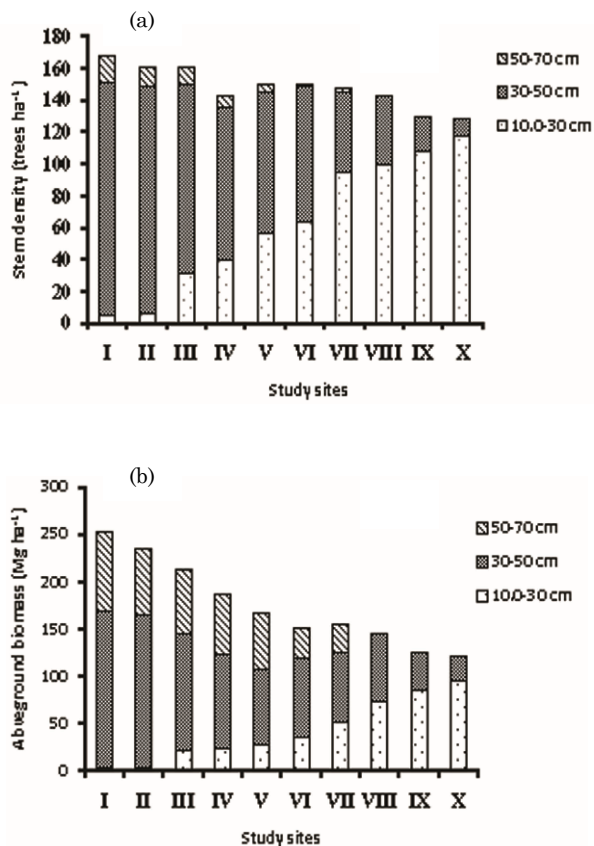 (a)
Stem density (trees ha⁻¹)
180
160
140
120
100
80
60
40
20
0
50-70 cm
30-50 cm
10.0-30 cm
I II III IV V VI VII VIII IX X
Study sites
(b)
Aboveground biomass (Mg ha⁻¹)
300
250
200
150
100
50
0
50-70 cm
30-50 cm
10.0-30 cm
I II III IV V VI VII VIII IX X
Study sites